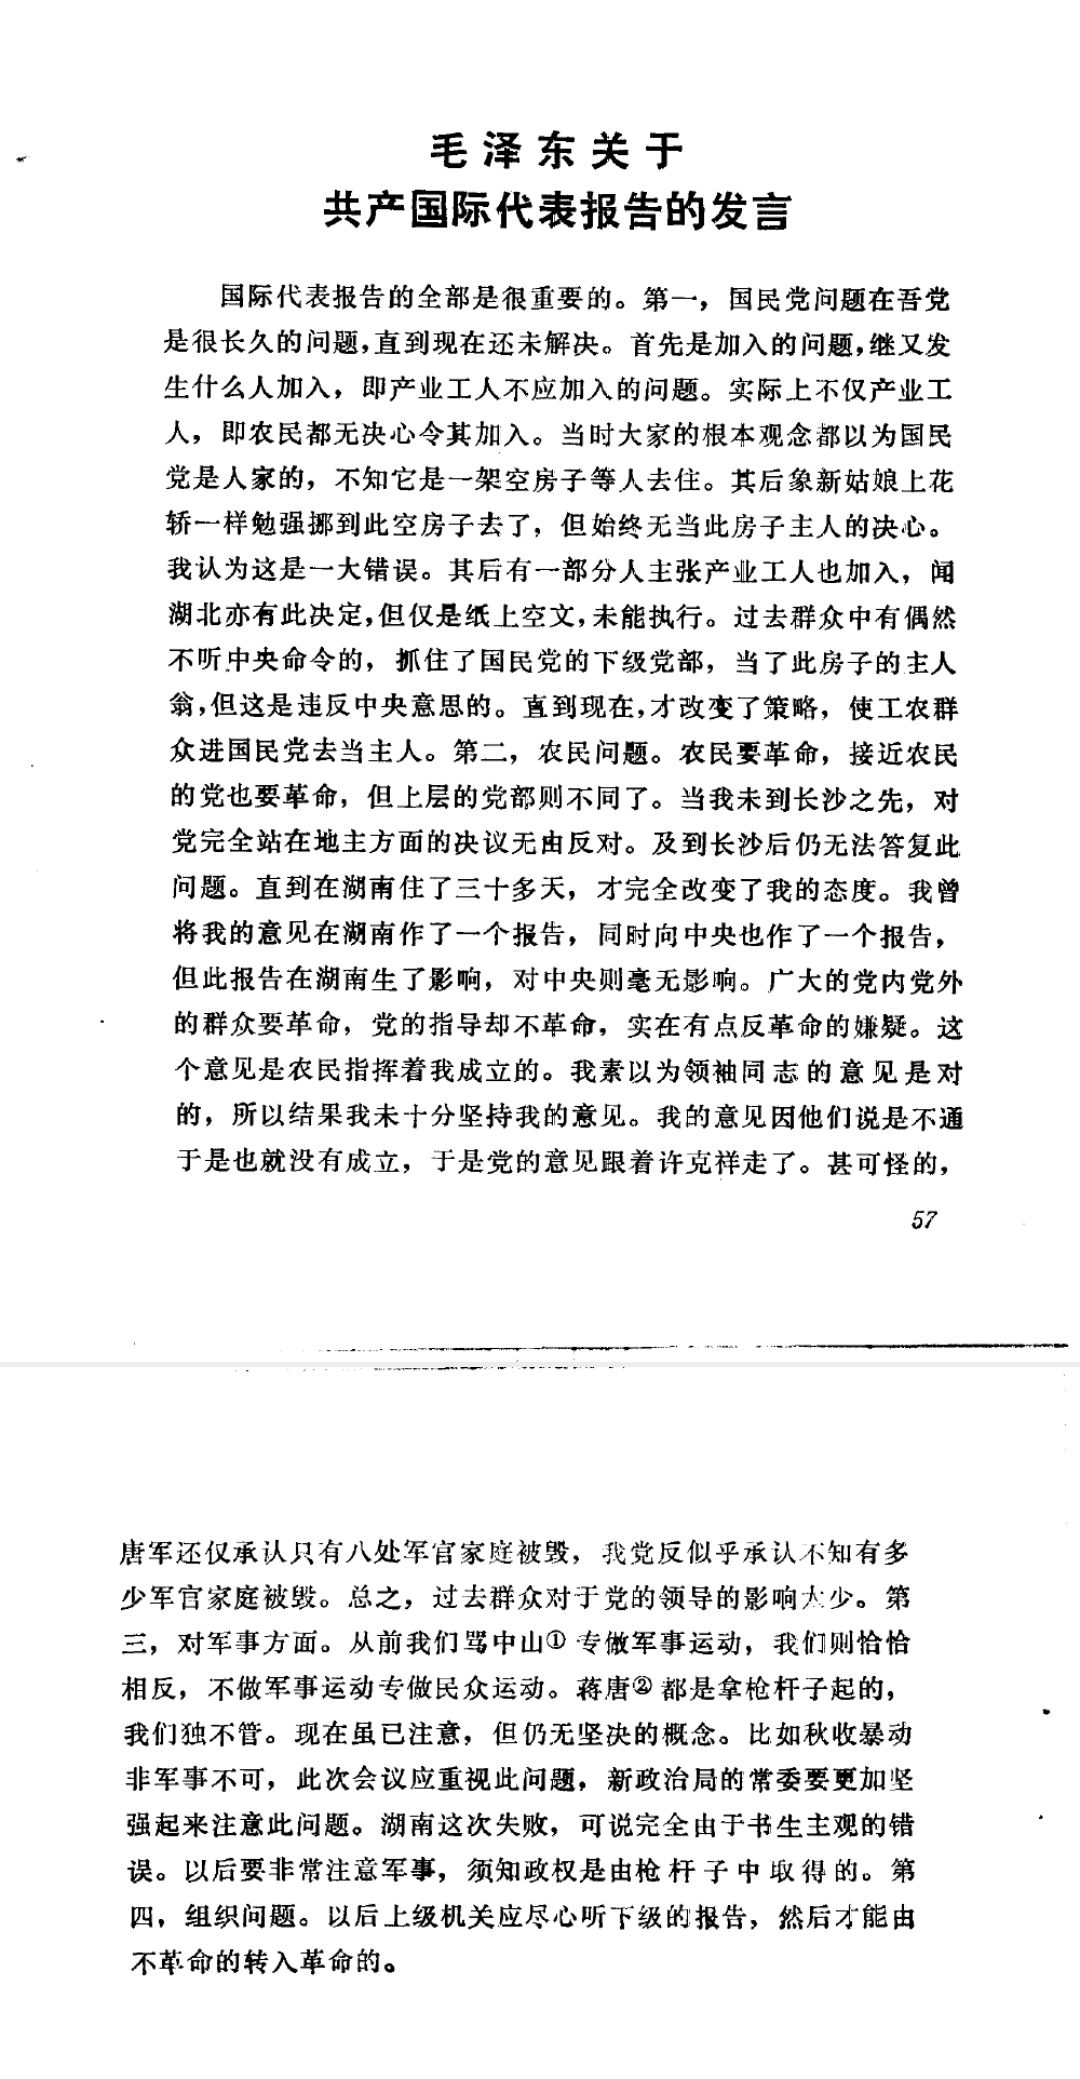 毛泽东关于
共产国际代表报告的发言
国际代表报告的全部是很重要的。第一，国民党问题在吾党
是很长久的问题，直到现在还未解决。首先是加入的问题，继又发
生什么人加入，即产业工人不应加入的问题。实际上不仅产业工
人，即农民都无决心令其加入。当时大家的根本观念都以为国民
党是人家的，不知它是一架空房子等人去住。其后象新姑娘上花
轿一样勉强挪到此空房子去了，但始终无当此房子主人的决心。
我认为这是一大错误。其后有一部分人主张产业工人也加入，闻
湖北亦有此决定，但仅是纸上空文，未能执行。过去群众中有偶然
不听中央命令的，抓住了国民党的下级党部，当了此房子的主人
翁，但这是违反中央意思的。直到现在，才改变了策略，使工农群
众进国民党去当主人。第二，农民问题。农民要革命，接近农民
的党也要革命，但上层的党部则不同了。当我未到长沙之先，对
党完全站在地主方面的决议无由反对。及到长沙后仍无法答复此
问题。直到在湖南住了三十多天，才完全改变了我的态度。我曾
将我的意见在湖南作了一个报告，同时向中央也作了一个报告，
但此报告在湖南生了影响，对中央则毫无影响。广大的党内党外
的群众要革命，党的指导却不革命，实在有点反革命的嫌疑。这
个意见是农民指挥着我成立的。我素以为领袖同志的意见是对
的，所以结果我未十分坚持我的意见。我的意见因他们说是不通
于是也就没有成立，于是党的意见跟着许克祥走了。甚可怪的，
57
唐军还仅承认只有八处军官家庭被毁，我党反似乎承认不知有多
少军官家庭被毁。总之，过去群众对于党的领导的影响太少。第
三，对军事方面。从前我们骂中山①专做军事运动，我们则恰恰
相反，不做军事运动专做民众运动。蒋唐②都是拿枪杆子起的，
我们独不管。现在虽已注意，但仍无坚决的概念。比如秋收暴动
非军事不可，此次会议应重视此问题，新政治局的常委要更加坚
强起来注意此问题。湖南这次失败，可说完全由于书生主观的错
误。以后要非常注意军事，须知政权是由枪杆子中取得的。第
四，组织问题。以后上级机关应尽心听下级的报告，然后才能由
不革命的转入革命的。